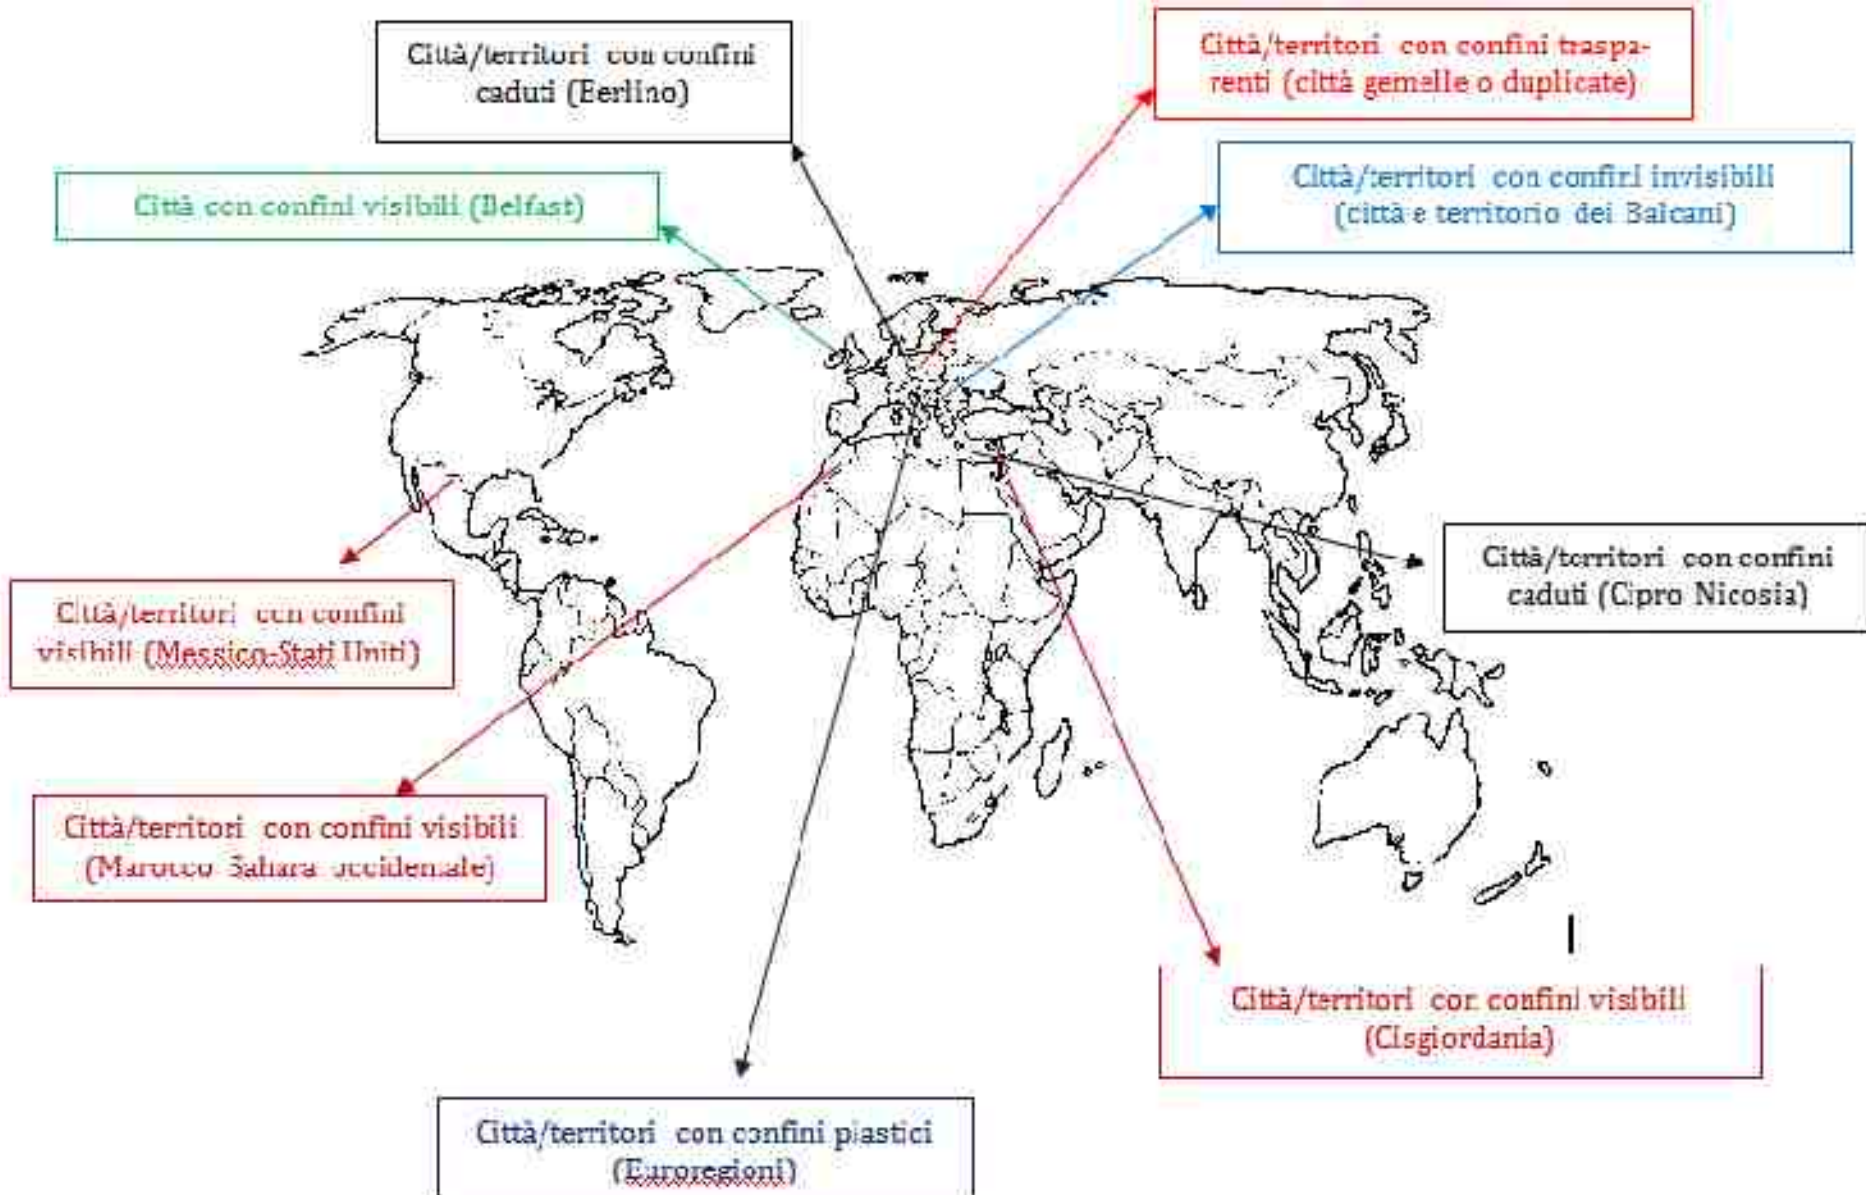 Città/territori con confini
caduti (Berlino)
Città/territori con confini traspa-
renti (città gemelle o duplicate)
Città con confini visibili (Belfast)
Città/territori con confini invisibili
(città e territorio dei Balcani)
Città/territori con confini
caduti (Cipro Nicosia)
Città/territori con confini
visibili (Messico-Stati Uniti)
Città/territori con confini visibili
(Marocco Sahara occidentale)
Città/territori con confini visibili
(Cisgiordania)
Città/territori con confini plastici
(Euroregioni)